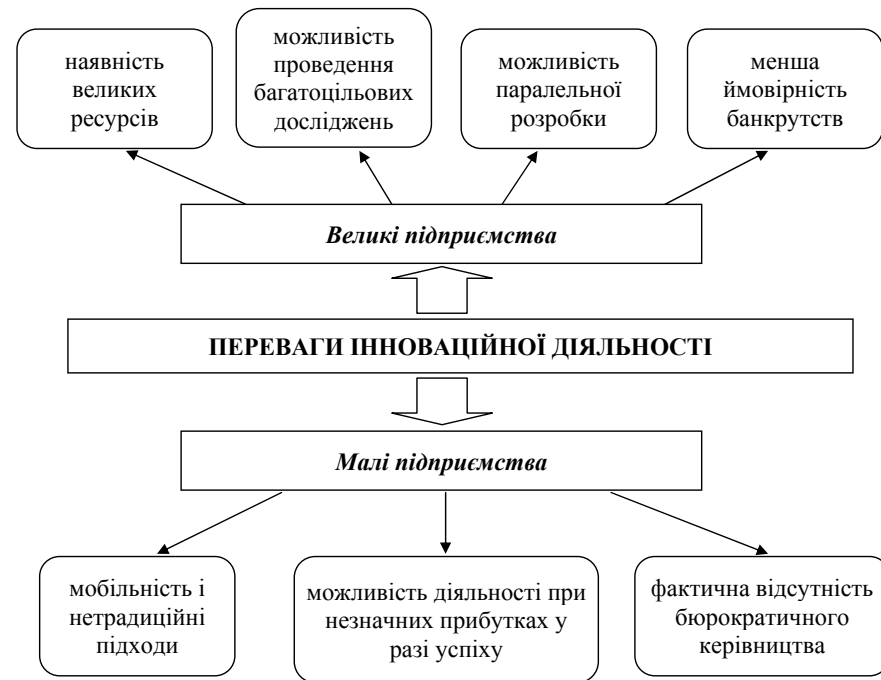 наявність
великих
ресурсів
можливість
проведення
багатоцільових
досліджень
можливість
паралельної
розробки
менша
ймовірність
банкрутств
Великі підприємства
ПЕРЕВАГИ ІННОВАЦІЙНОЇ ДІЯЛЬНОСТІ
Малі підприємства
мобільність і
нетрадиційні
підходи
можливість діяльності при
незначних прибутках у
разі успіху
фактична відсутність
бюрократичного
керівництва